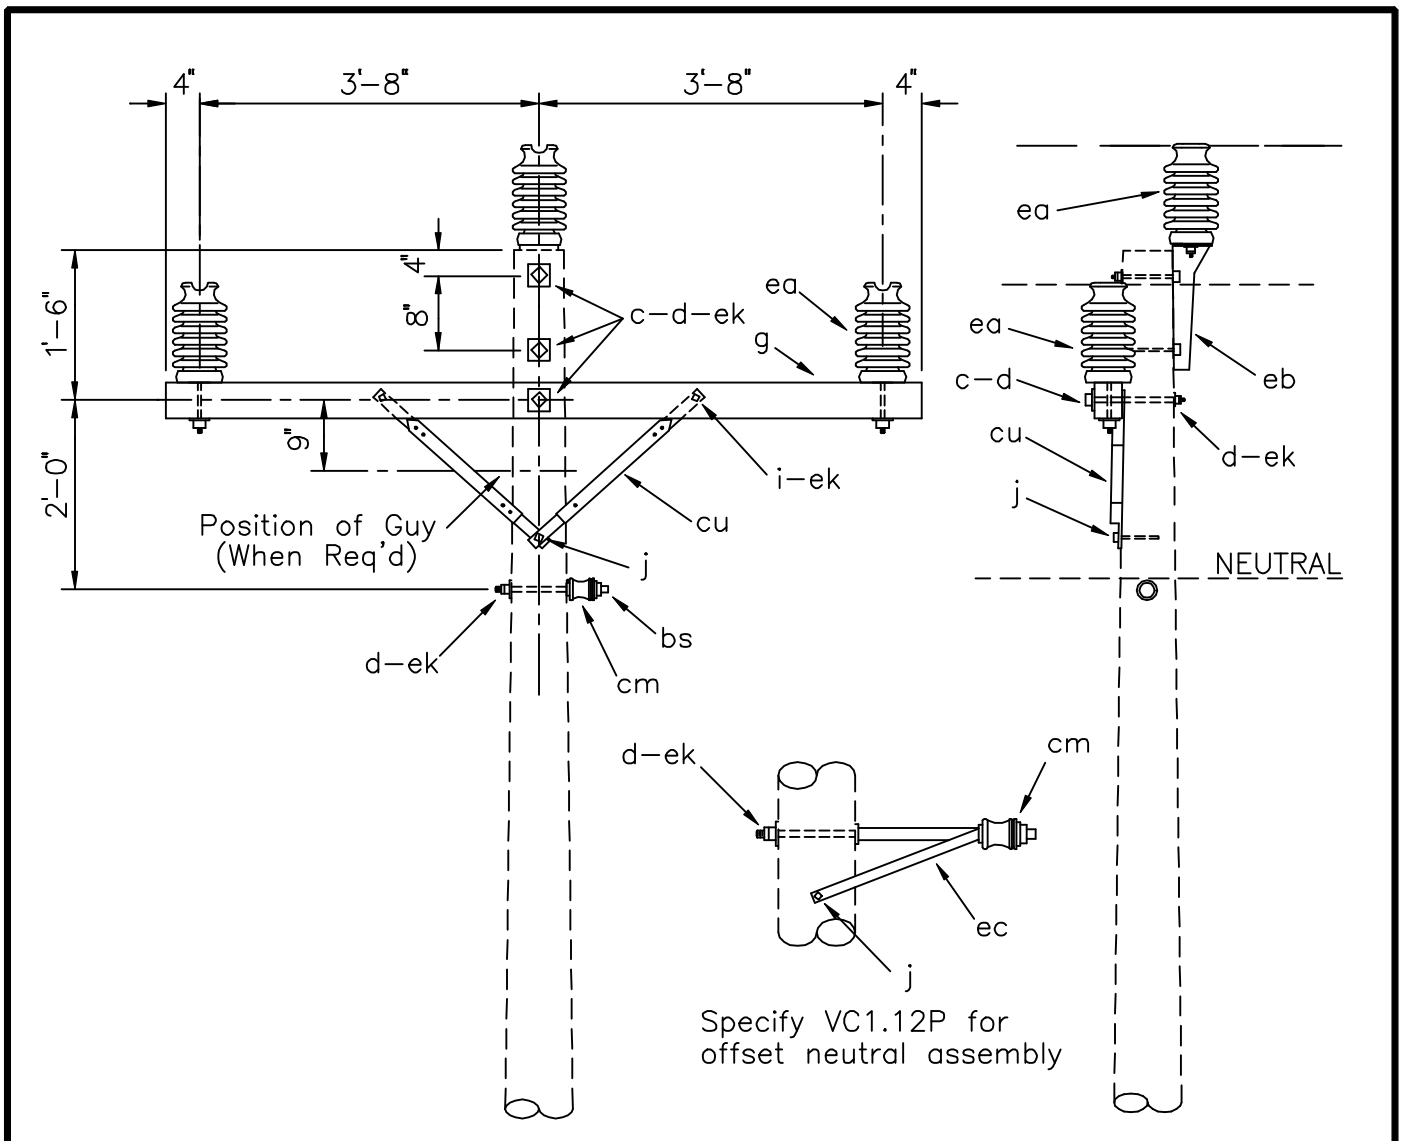 4"
3'-8"
3'-8"
4"
ea
4"
1'-6"
8"
c-d-ek
ea
g
ea
c-d
eb
9"
cu
d-ek
2'-0"
i-ek
j
Position of Guy
(When Req'd)
cu
j
NEUTRAL
bs
d-ek
cm
d-ek
cm
ec
j
Specify VC1.12P for
offset neutral assembly